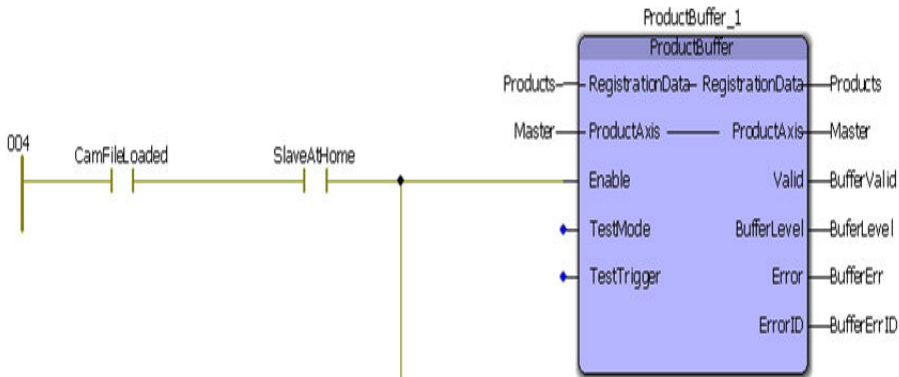 ProductBuffer_1
ProductBuffer
Products RegistrationData RegistrationData Products
Master ProductAxis ProductAxis Master
004
CamFileLoaded SlaveAtHome
Enable Valid BufferValid
TestMode BufferLevel BuferLevel
TestTrigger Error BufferErr
ErrorID BufferErrID